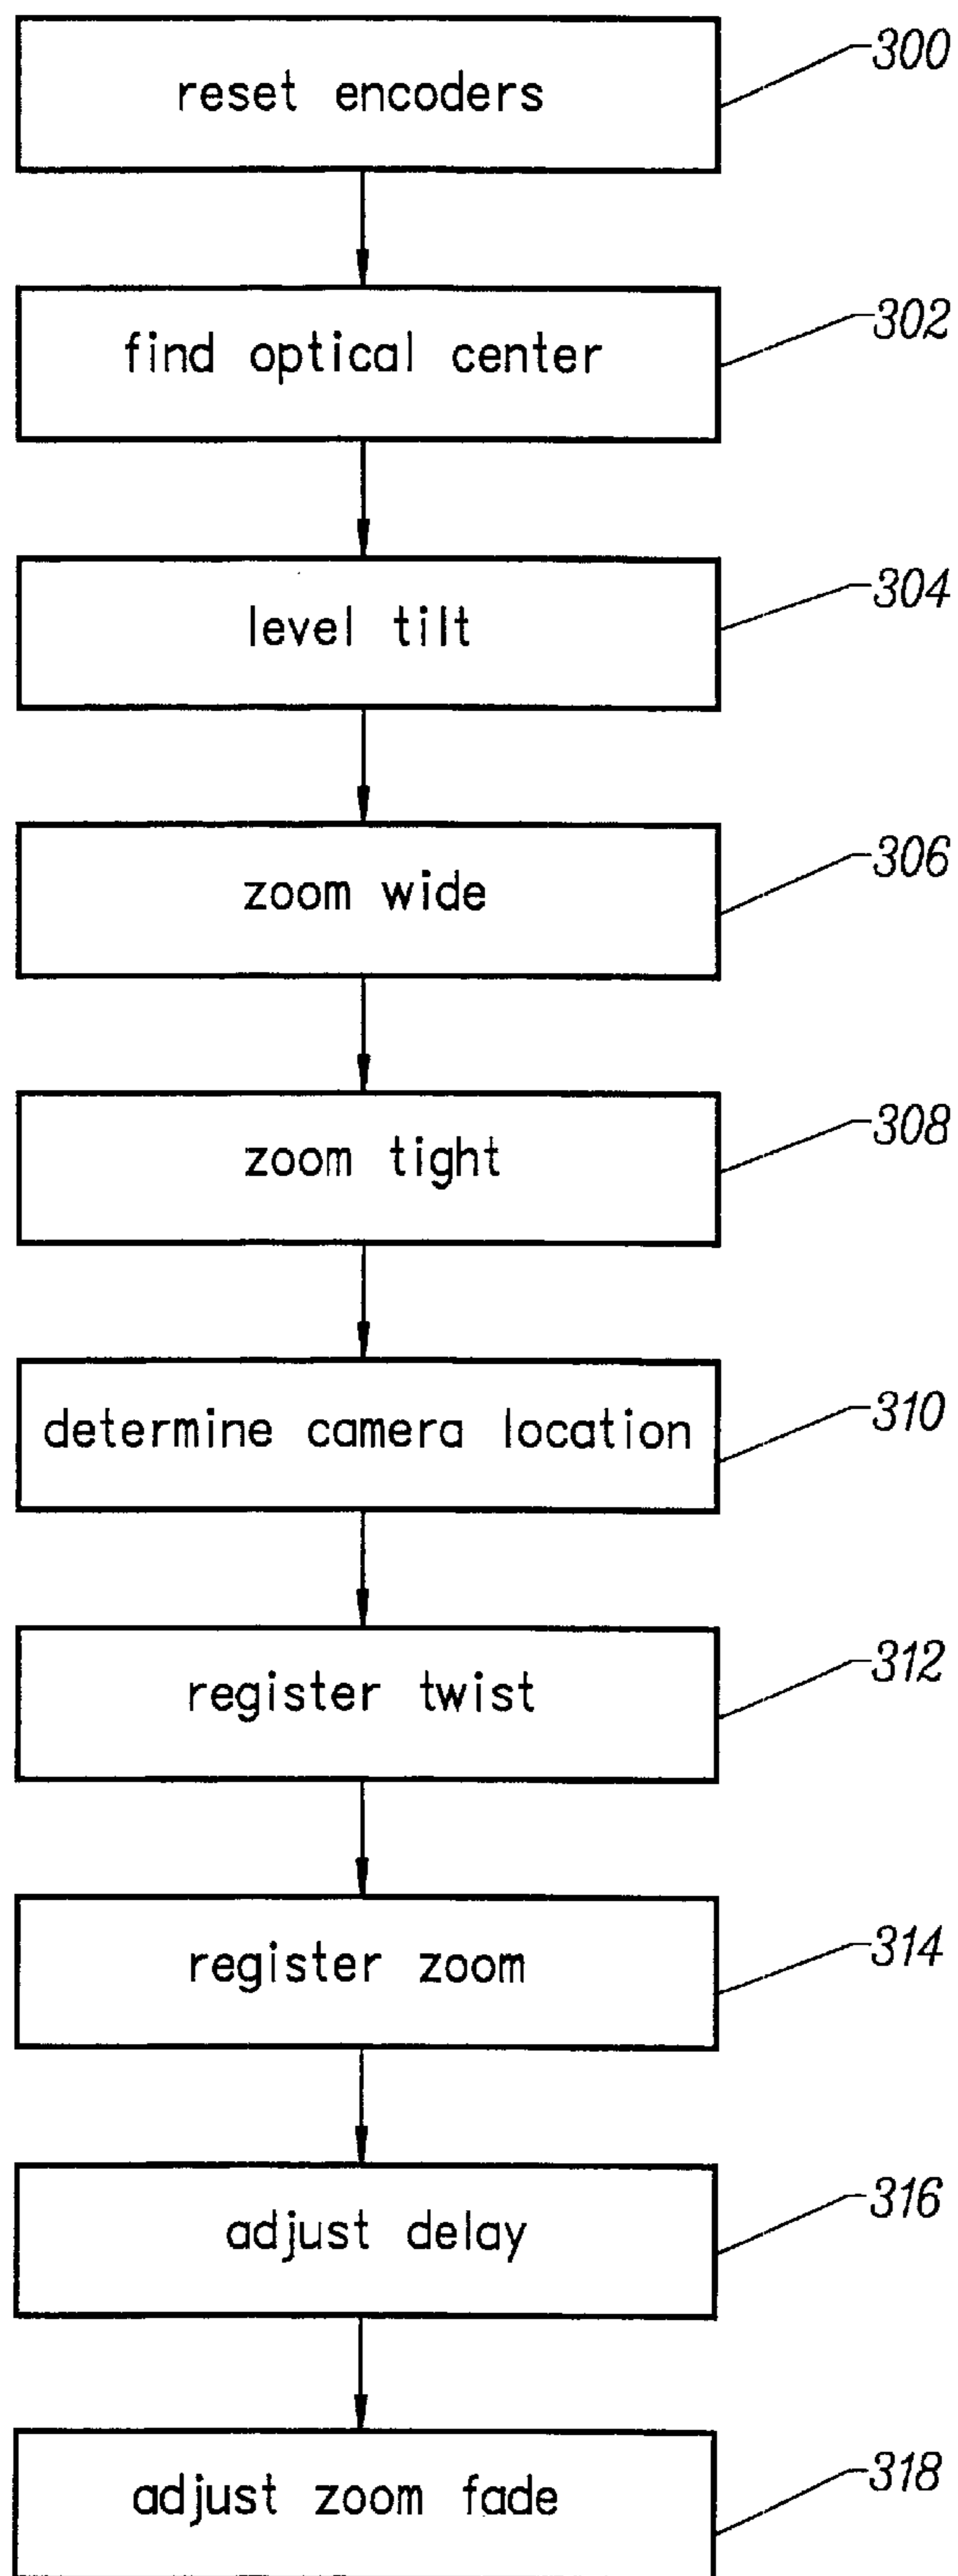 reset encoders
300
find optical center
302
level tilt
304
zoom wide
306
zoom tight
308
determine camera location
310
register twist
312
register zoom
314
adjust delay
316
adjust zoom fade
318